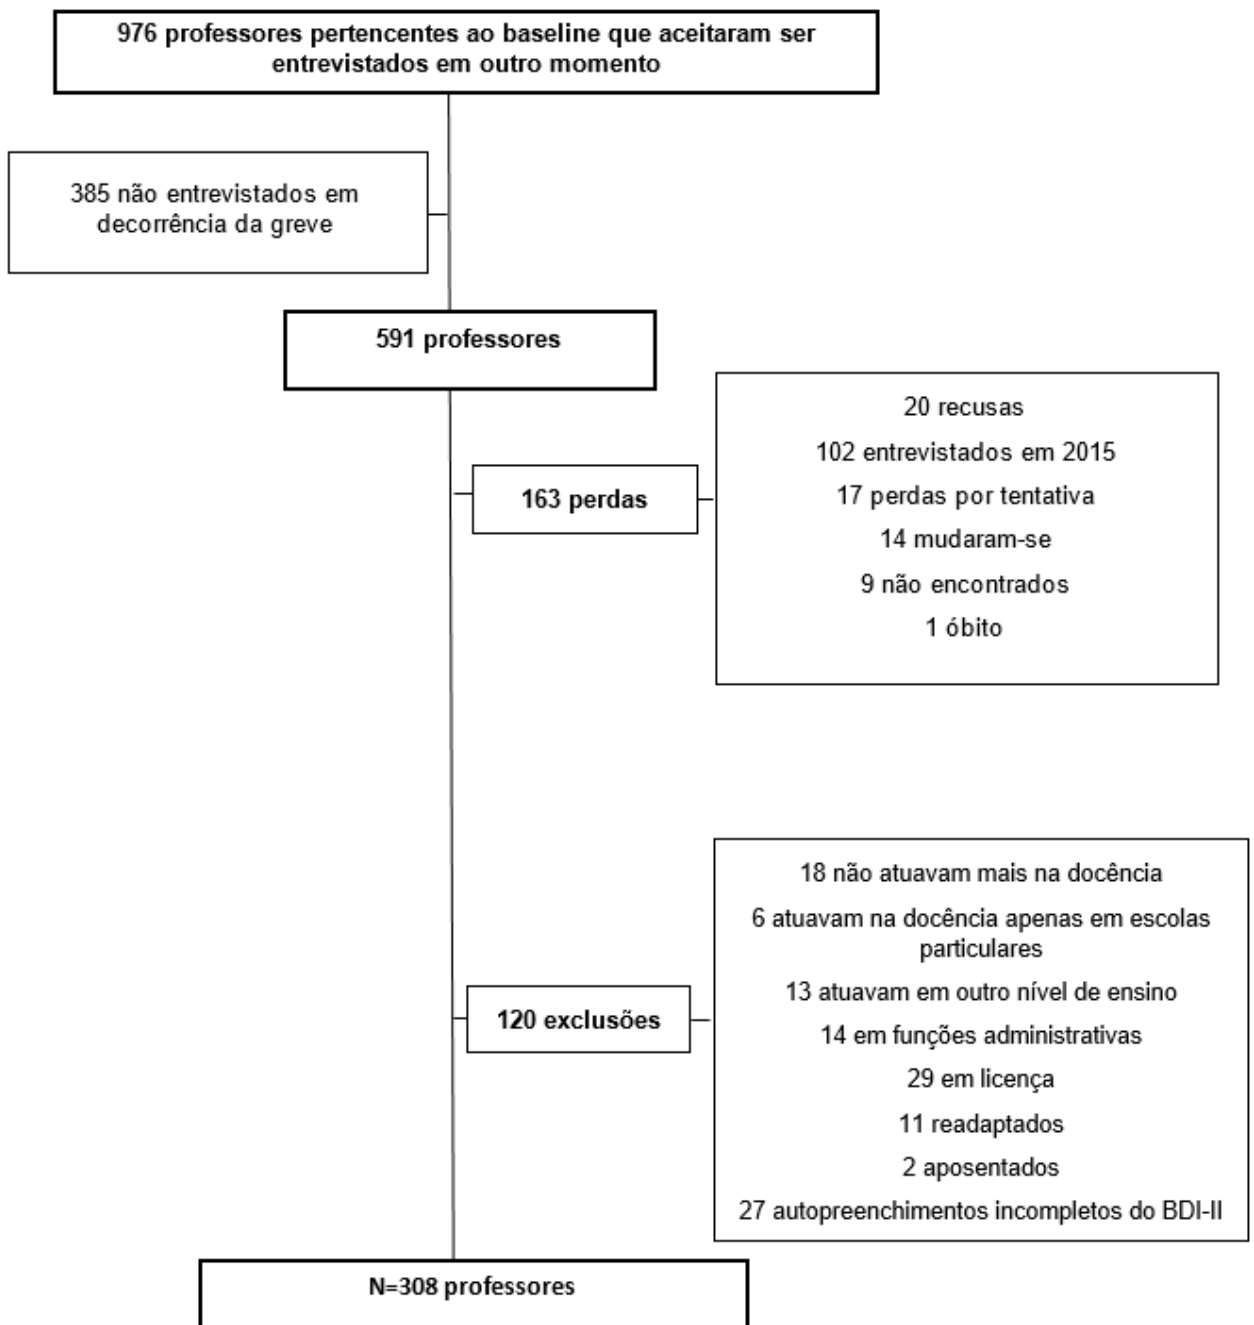 976 professores pertencentes ao baseline que aceitaram ser
entrevistados em outro momento
385 não entrevistados em
decorrência da greve
591 professores
163 perdas
20 recusas
102 entrevistados em 2015
17 perdas por tentativa
14 mudaram-se
9 não encontrados
1 óbito
120 exclusões
18 não atuavam mais na docência
6 atuavam na docência apenas em escolas
particulares
13 atuavam em outro nível de ensino
14 em funções administrativas
29 em licença
11 readaptados
2 aposentados
27 autopreenchimentos incompletos do BDI-II
N=308 professores